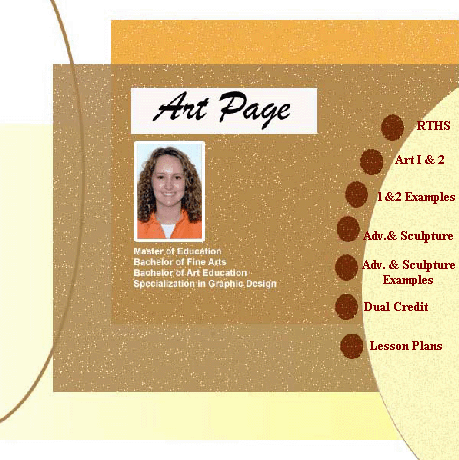 Art Page
RTHS
Art I & 2
1&2 Examples
Adv.& Sculpture
Adv. & Sculpture
Examples
Dual Credit
Lesson Plans
Master of Education
Bachelor of Fine Arts
Bachelor of Art Education
Specialization in Graphic Design